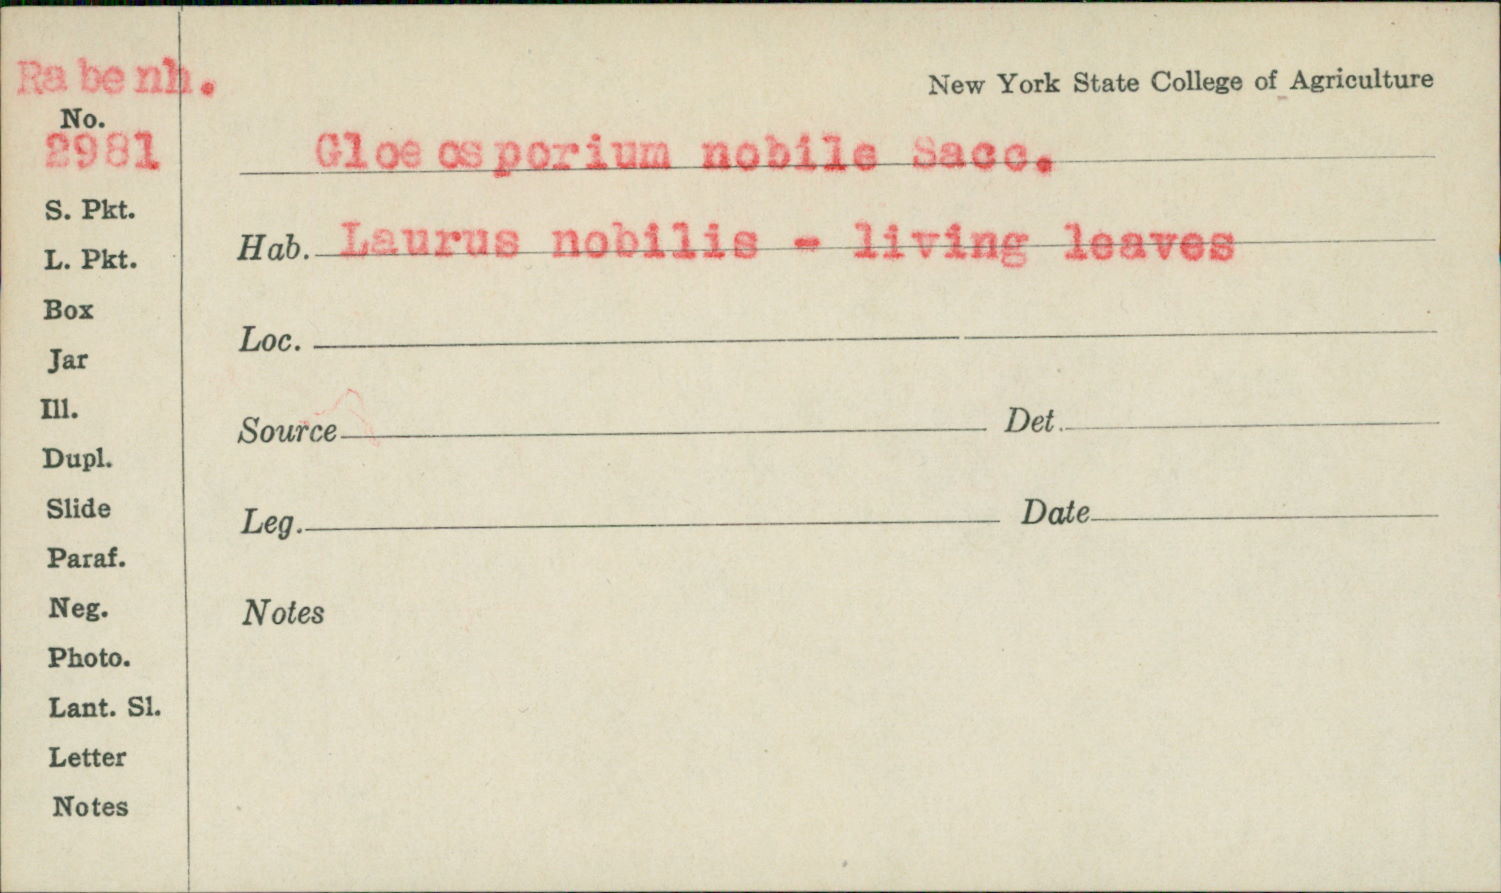 Rabenh.
New York State College of Agriculture
No.
2981
Gloeosporium nobile Sacc.
S. Pkt.
Hab. Laurus nobilis - living leaves
L. Pkt.
Box
Loc.
Jar
Ill.
Source Det.
Dupl.
Slide
Leg. Date
Paraf.
Neg.
Notes
Photo.
Lant. Sl.
Letter
Notes